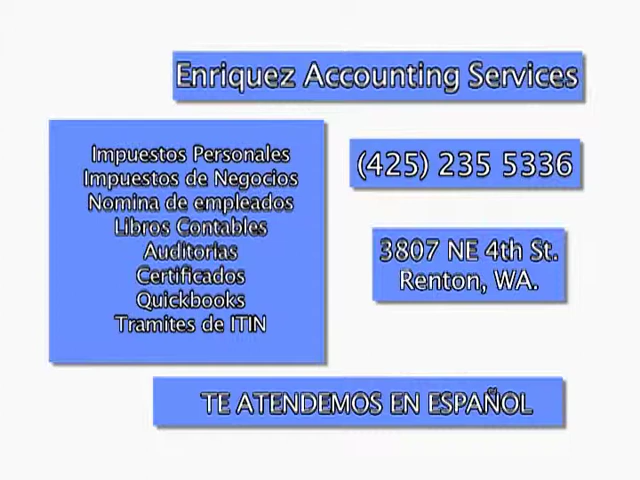 Enriquez Accounting Services
Impuestos Personales
Impuestos de Negocios
Nomina de empleados
Libros Contables
Auditorias
Certificados
Quickbooks
Tramites de ITIN
(425) 235 5336
3807 NE 4th St.
Renton, WA.
TE ATENDEMOS EN ESPAÑOL